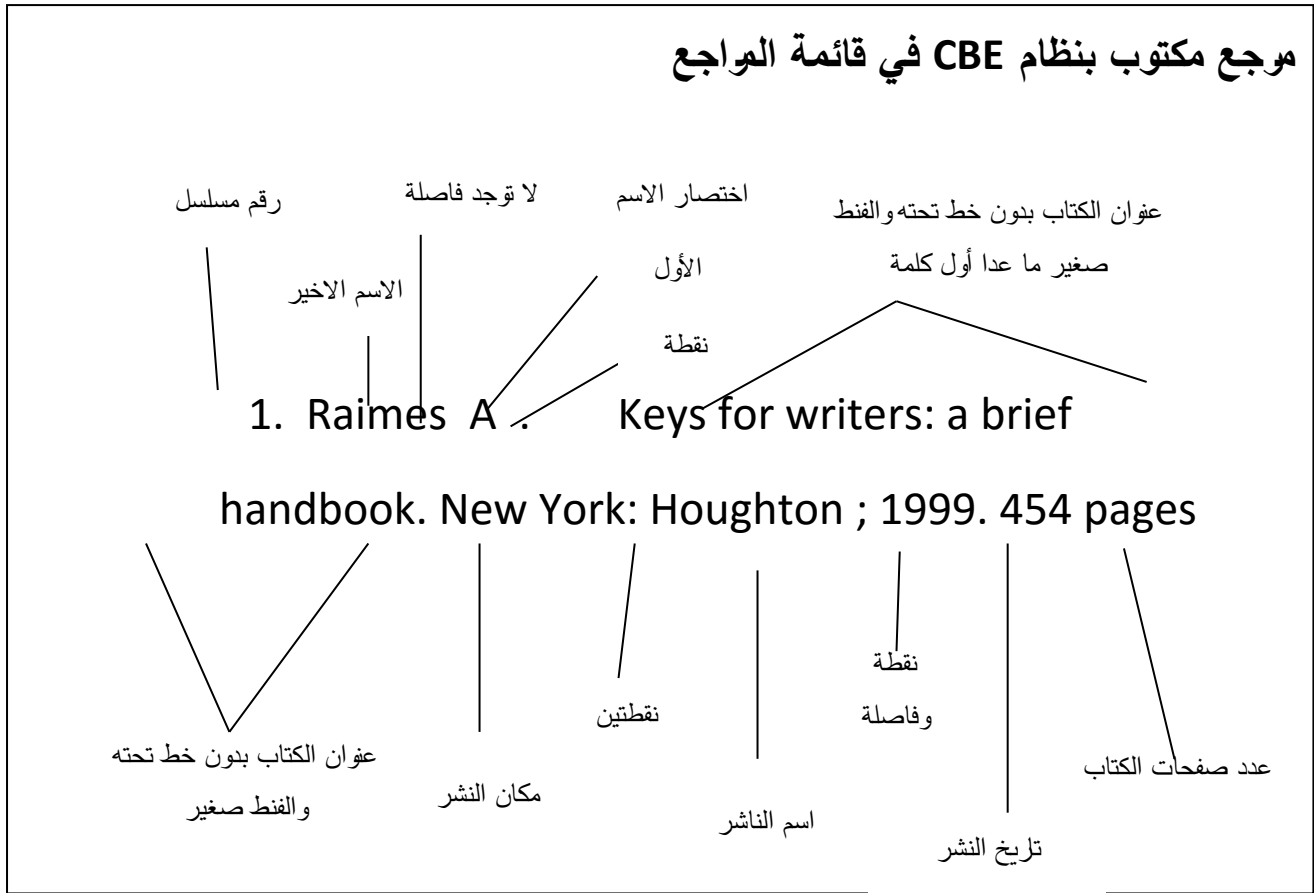 مرجع مكتوب بنظام CBE في قائمة المراجع
رقم مسلسل
لا توجد فاصلة
اختصار الاسم
الأول
عنوان الكتاب بدون خط تحته والفنط
صغير ما عدا أول كلمة
الاسم الاخير
نقطة
1. Raimes A . Keys for writers: a brief
handbook. New York: Houghton ; 1999. 454 pages
عنوان الكتاب بدون خط تحته
والفنط صغير
مكان النشر
نقطتين
اسم الناشر
نقطة
وفاصلة
تاريخ النشر
عدد صفحات الكتاب